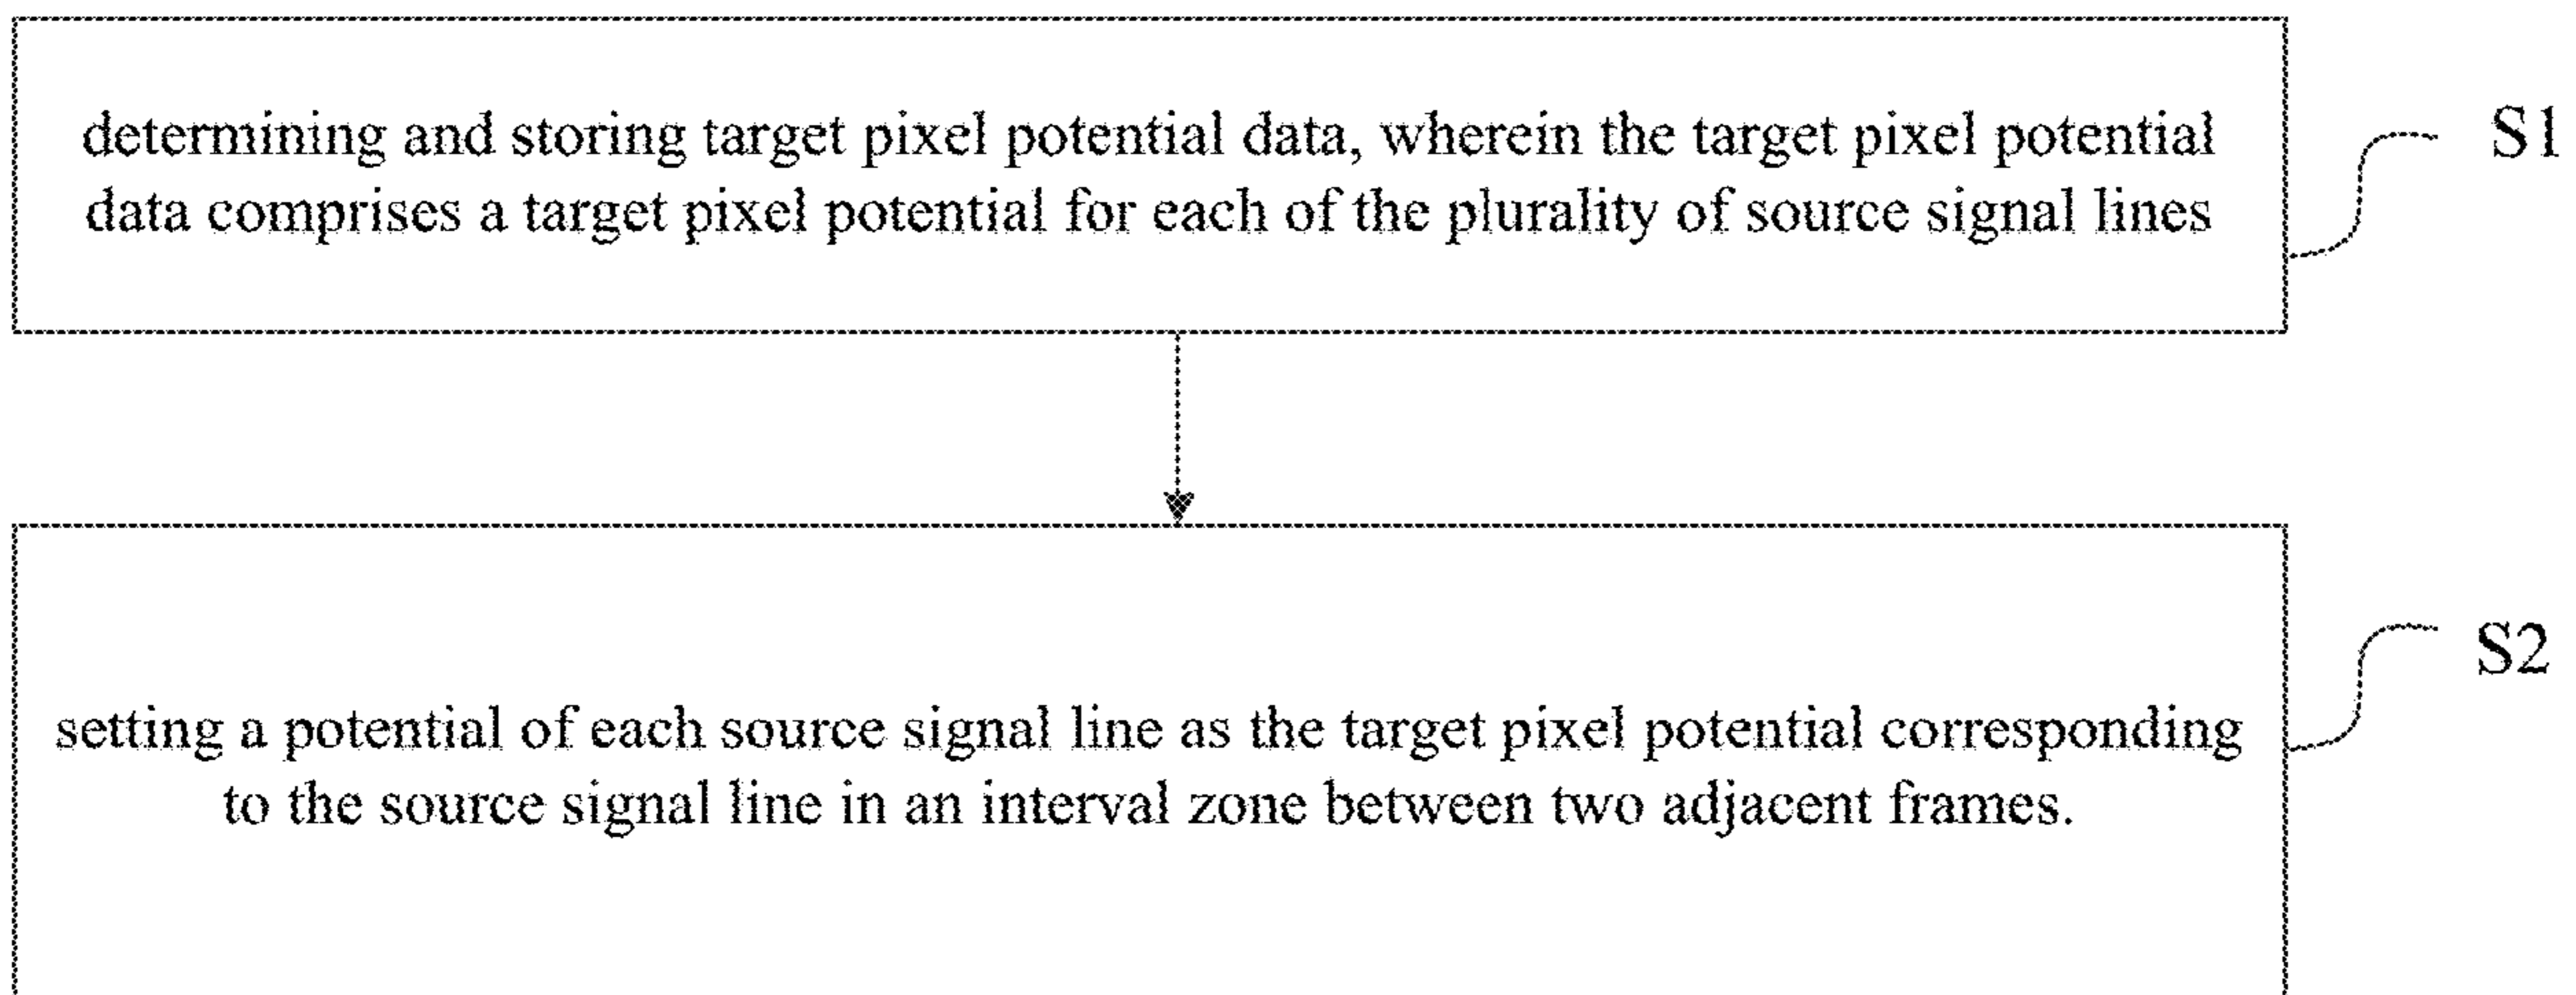 determining and storing target pixel potential data, wherein the target pixel potential
data comprises a target pixel potential for each of the plurality of source signal lines
S1
setting a potential of each source signal line as the target pixel potential corresponding
to the source signal line in an interval zone between two adjacent frames.
S2